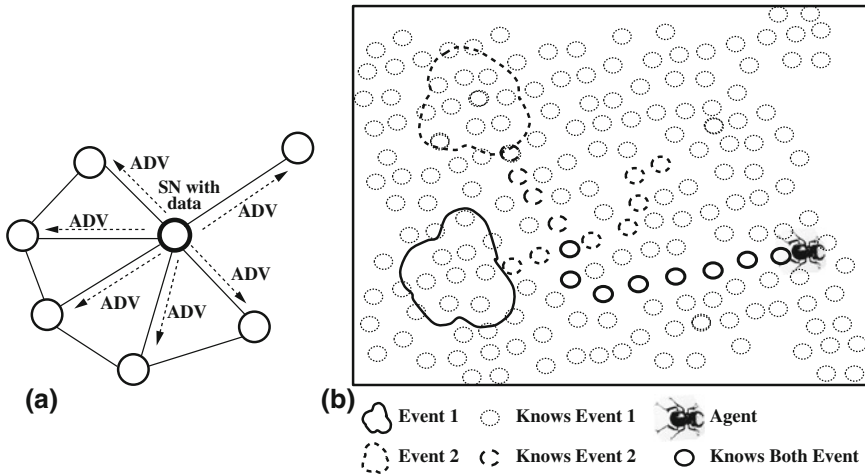 ADV
SN with
data
ADV
ADV
ADV
ADV
ADV
(a)
(b)
Event 1
Knows Event 1
Agent
Event 2
Knows Event 2
Knows Both Event